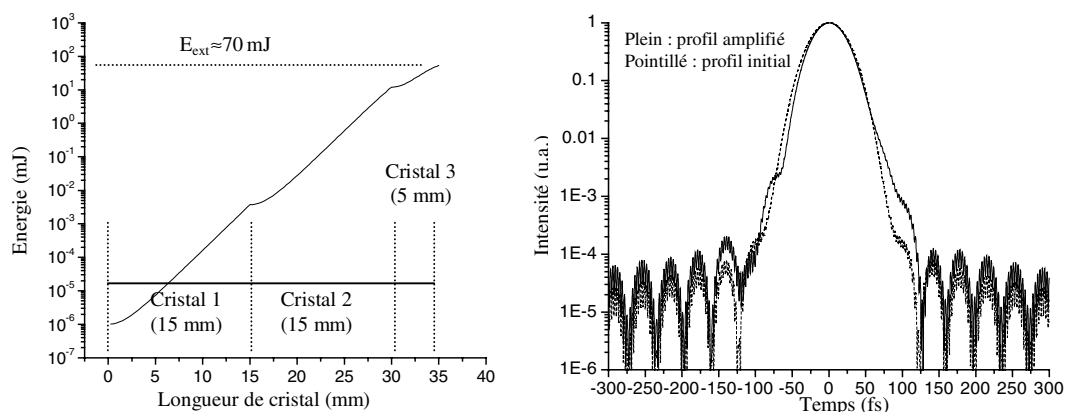 10³
10²
10¹
10⁰
10⁻¹
10⁻²
10⁻³
10⁻⁴
10⁻⁵
10⁻⁶
10⁻⁷
Energie (mJ)
E_ext≈70 mJ
Cristal 3
(5 mm)
Cristal 1
(15 mm)
Cristal 2
(15 mm)
0 5 10 15 20 25 30 35 40
Longueur de cristal (mm)
1
0.1
0.01
1E-3
1E-4
1E-5
1E-6
Intensité (u.a.)
Plein : profil amplifié
Pointillé : profil initial
-300 -250 -200 -150 -100 -50 0 50 100 150 200 250 300
Temps (fs)